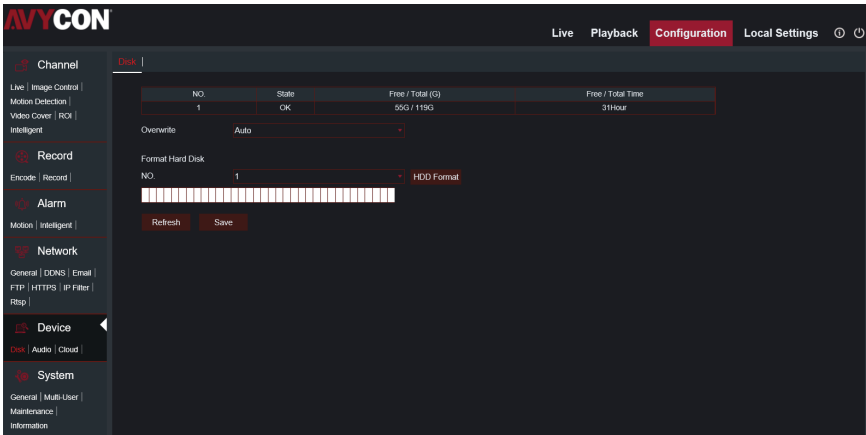 AVYCON
Live Playback Configuration Local Settings
Channel
Live | Image Control |
Motion Detection |
Video Cover | ROI |
Intelligent
Record
Encode | Record |
Alarm
Motion | Intelligent |
Network
General | DDNS | Email |
FTP | HTTPS | IP Filter |
Rtsp |
Device
Disk | Audio | Cloud |
System
General | Multi-User |
Maintenance |
Information
Disk |
NO. State Free / Total (G) Free / Total Time
1 OK 55G / 119G 31Hour
Overwrite Auto
Format Hard Disk
NO. 1 HDD Format
Refresh Save